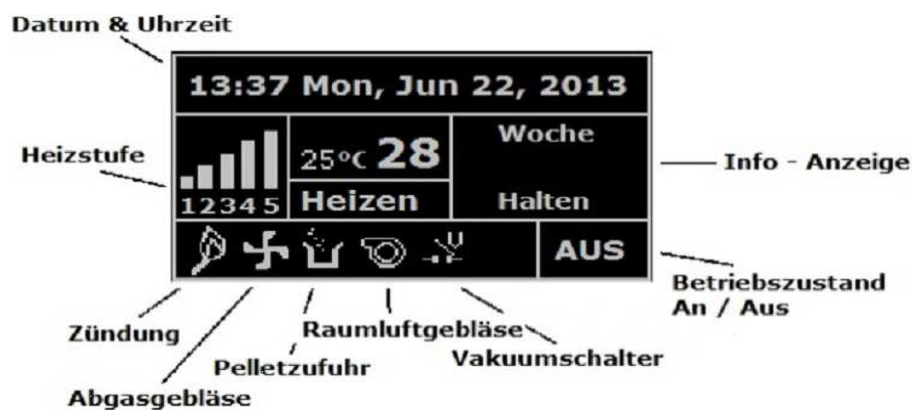 Datum & Uhrzeit
13:37 Mon, Jun 22, 2013
Heizstufe
12345
25°C 28
Heizen
Woche
Halten
Info - Anzeige
AUS
Betriebszustand
An / Aus
Zündung
Raumluftgebläse
Pelletzufuhr
Vakuumschalter
Abgasgebläse